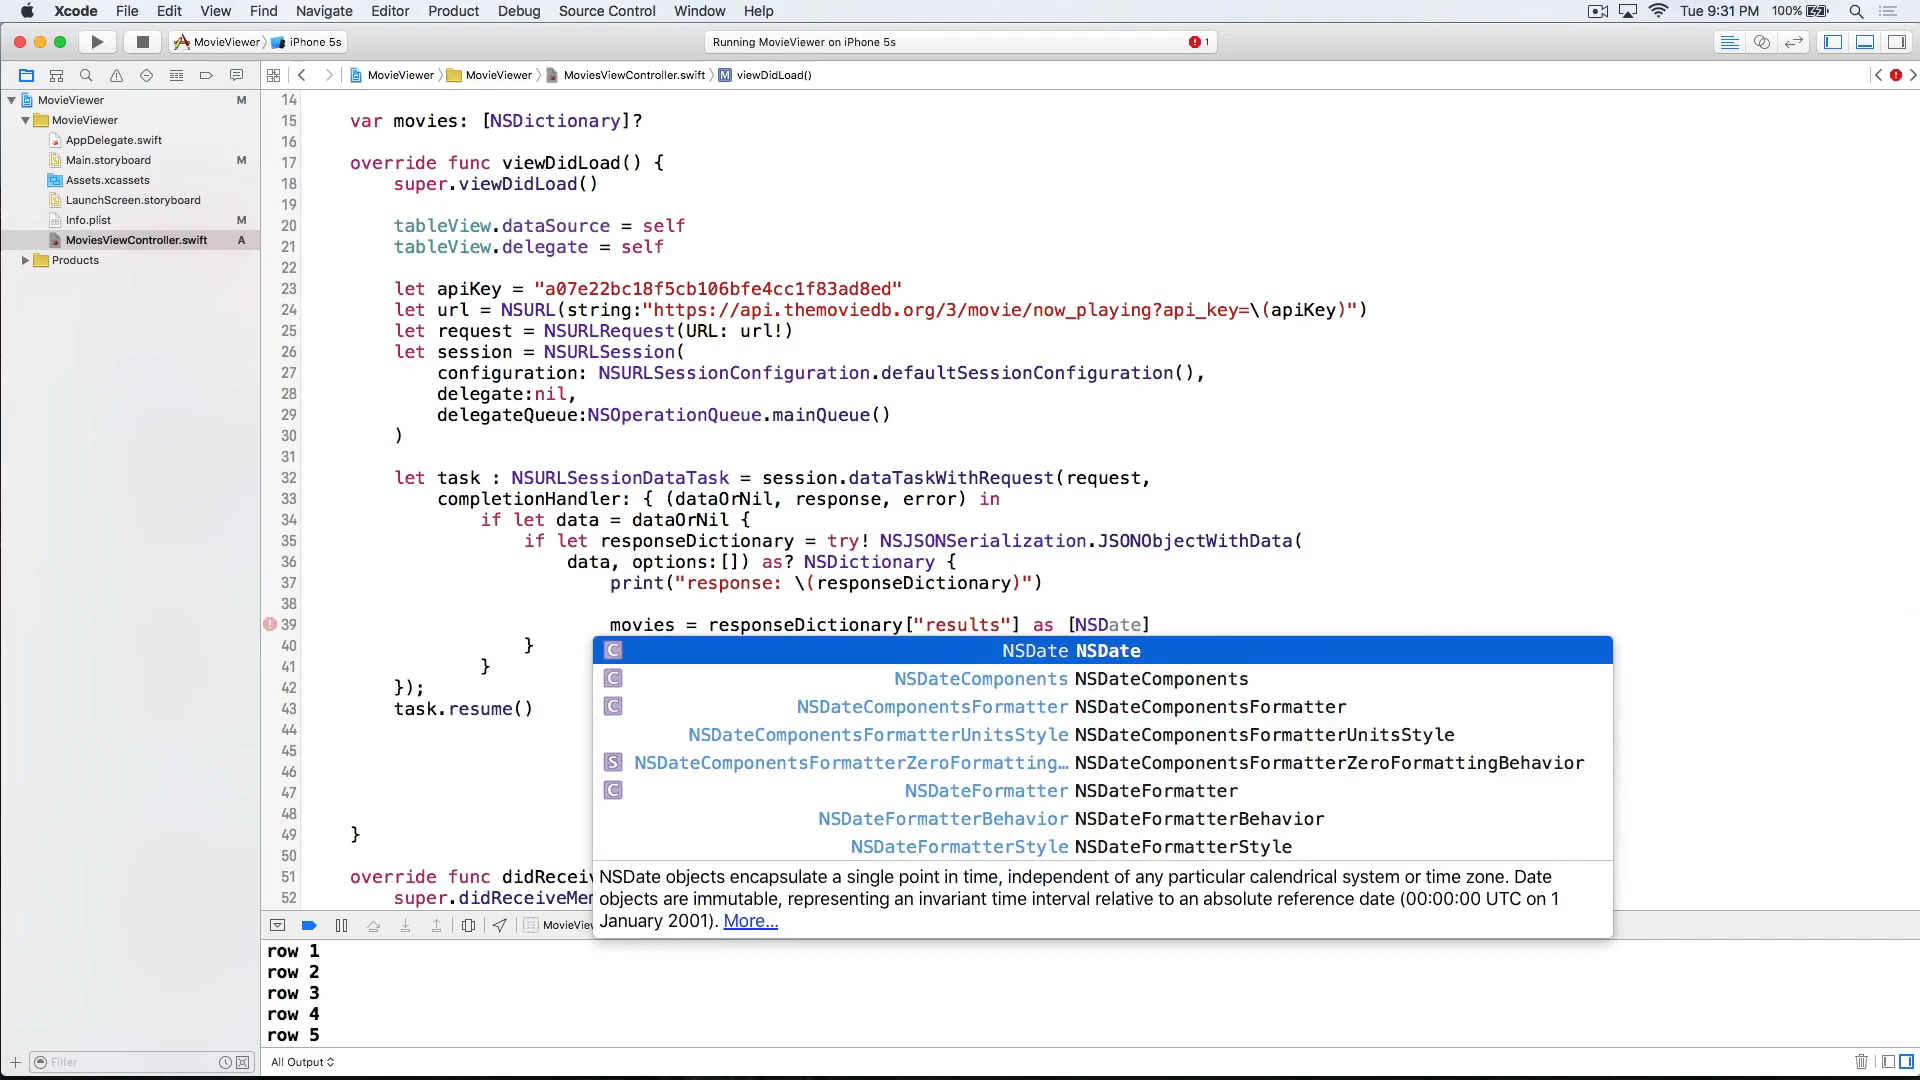 Xcode File Edit View Find Navigate Editor Product Debug Source Control Window Help Tue 9:31 PM 100%
MovieViewer iPhone 5s Running MovieViewer on iPhone 5s 1
MovieViewer MovieViewer MoviesViewController.swift M viewDidLoad()
MovieViewer M
MovieViewer
AppDelegate.swift
Main.storyboard M
Assets.xcassets
LaunchScreen.storyboard
Info.plist M
MoviesViewController.swift A
Products
14
15 var movies: [NSDictionary]?
16
17 override func viewDidLoad() {
18 super.viewDidLoad()
19
20 tableView.dataSource = self
21 tableView.delegate = self
22
23 let apiKey = "a07e22bc18f5cb106bfe4cc1f83ad8ed"
24 let url = NSURL(string:"https://api.themoviedb.org/3/movie/now_playing?api_key=\(apiKey)")
25 let request = NSURLRequest(URL: url!)
26 let session = NSURLSession(
27 configuration: NSURLSessionConfiguration.defaultSessionConfiguration(),
28 delegate:nil,
29 delegateQueue:NSOperationQueue.mainQueue()
30 )
31
32 let task : NSURLSessionDataTask = session.dataTaskWithRequest(request,
33 completionHandler: { (dataOrNil, response, error) in
34 if let data = dataOrNil {
35 if let responseDictionary = try! NSJSONSerialization.JSONObjectWithData(
36 data, options:[]) as? NSDictionary {
37 print("response: \(responseDictionary)")
38
39 movies = responseDictionary["results"] as [NSDate]
40 }
41 }
42 });
43 task.resume()
44
45
46
47
48
49 }
50
51 override func didRecei
52 super.didReceiveMe
C NSDate NSDate
C NSDateComponents NSDateComponents
C NSDateComponentsFormatter NSDateComponentsFormatter
NSDateComponentsFormatterUnitsStyle NSDateComponentsFormatterUnitsStyle
S NSDateComponentsFormatterZeroFormatting… NSDateComponentsFormatterZeroFormattingBehavior
C NSDateFormatter NSDateFormatter
NSDateFormatterBehavior NSDateFormatterBehavior
NSDateFormatterStyle NSDateFormatterStyle
NSDate objects encapsulate a single point in time, independent of any particular calendrical system or time zone. Date
objects are immutable, representing an invariant time interval relative to an absolute reference date (00:00:00 UTC on 1
January 2001). More...
MovieView
row 1
row 2
row 3
row 4
row 5
Filter
All Output